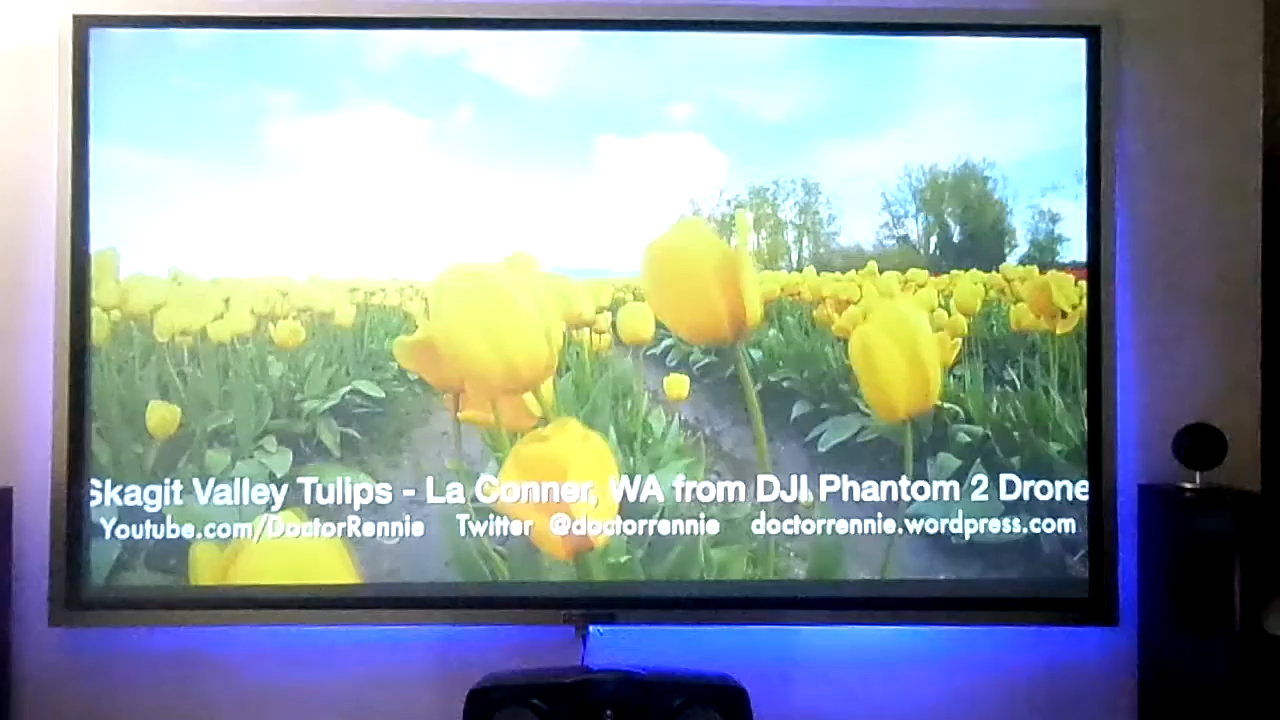 Skagit Valley Tulips - La Conner, WA from DJI Phantom 2 Drone
Youtube.com/DoctorRennie Twitter @doctorrennie doctorrennie.wordpress.com